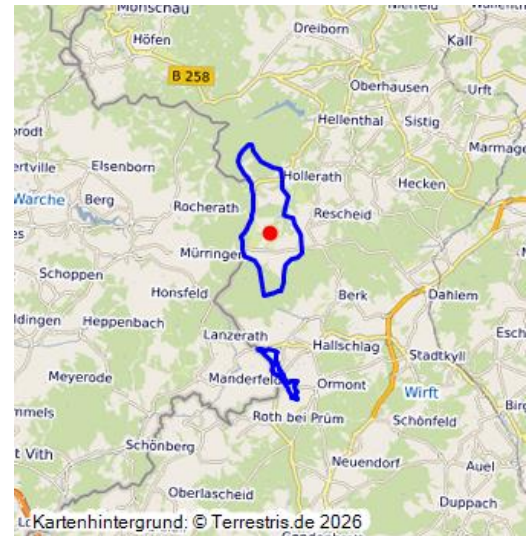 Monschau
Dreiborn
Höfen
Kall
B 258
Oberhausen
Urft
Hellenthal
Sistig
Marmage
Elsenborn
Hollerath
Hecken
Warche
Berg
Rocherath
Rescheid
Mürringen
Schoppen
Honsfeld
Berk
Dahlem
Heppenbach
Lanzerath
Hallschlag
Stadtkyll
Meyerode
Manderfeld
Ormont
Wirft
Roth bei Prüm
Schönfeld
Schönberg
Neuendorf
Auel
Oberlascheid
Duppach
Kartenhintergrund: © Terrestris.de 2026